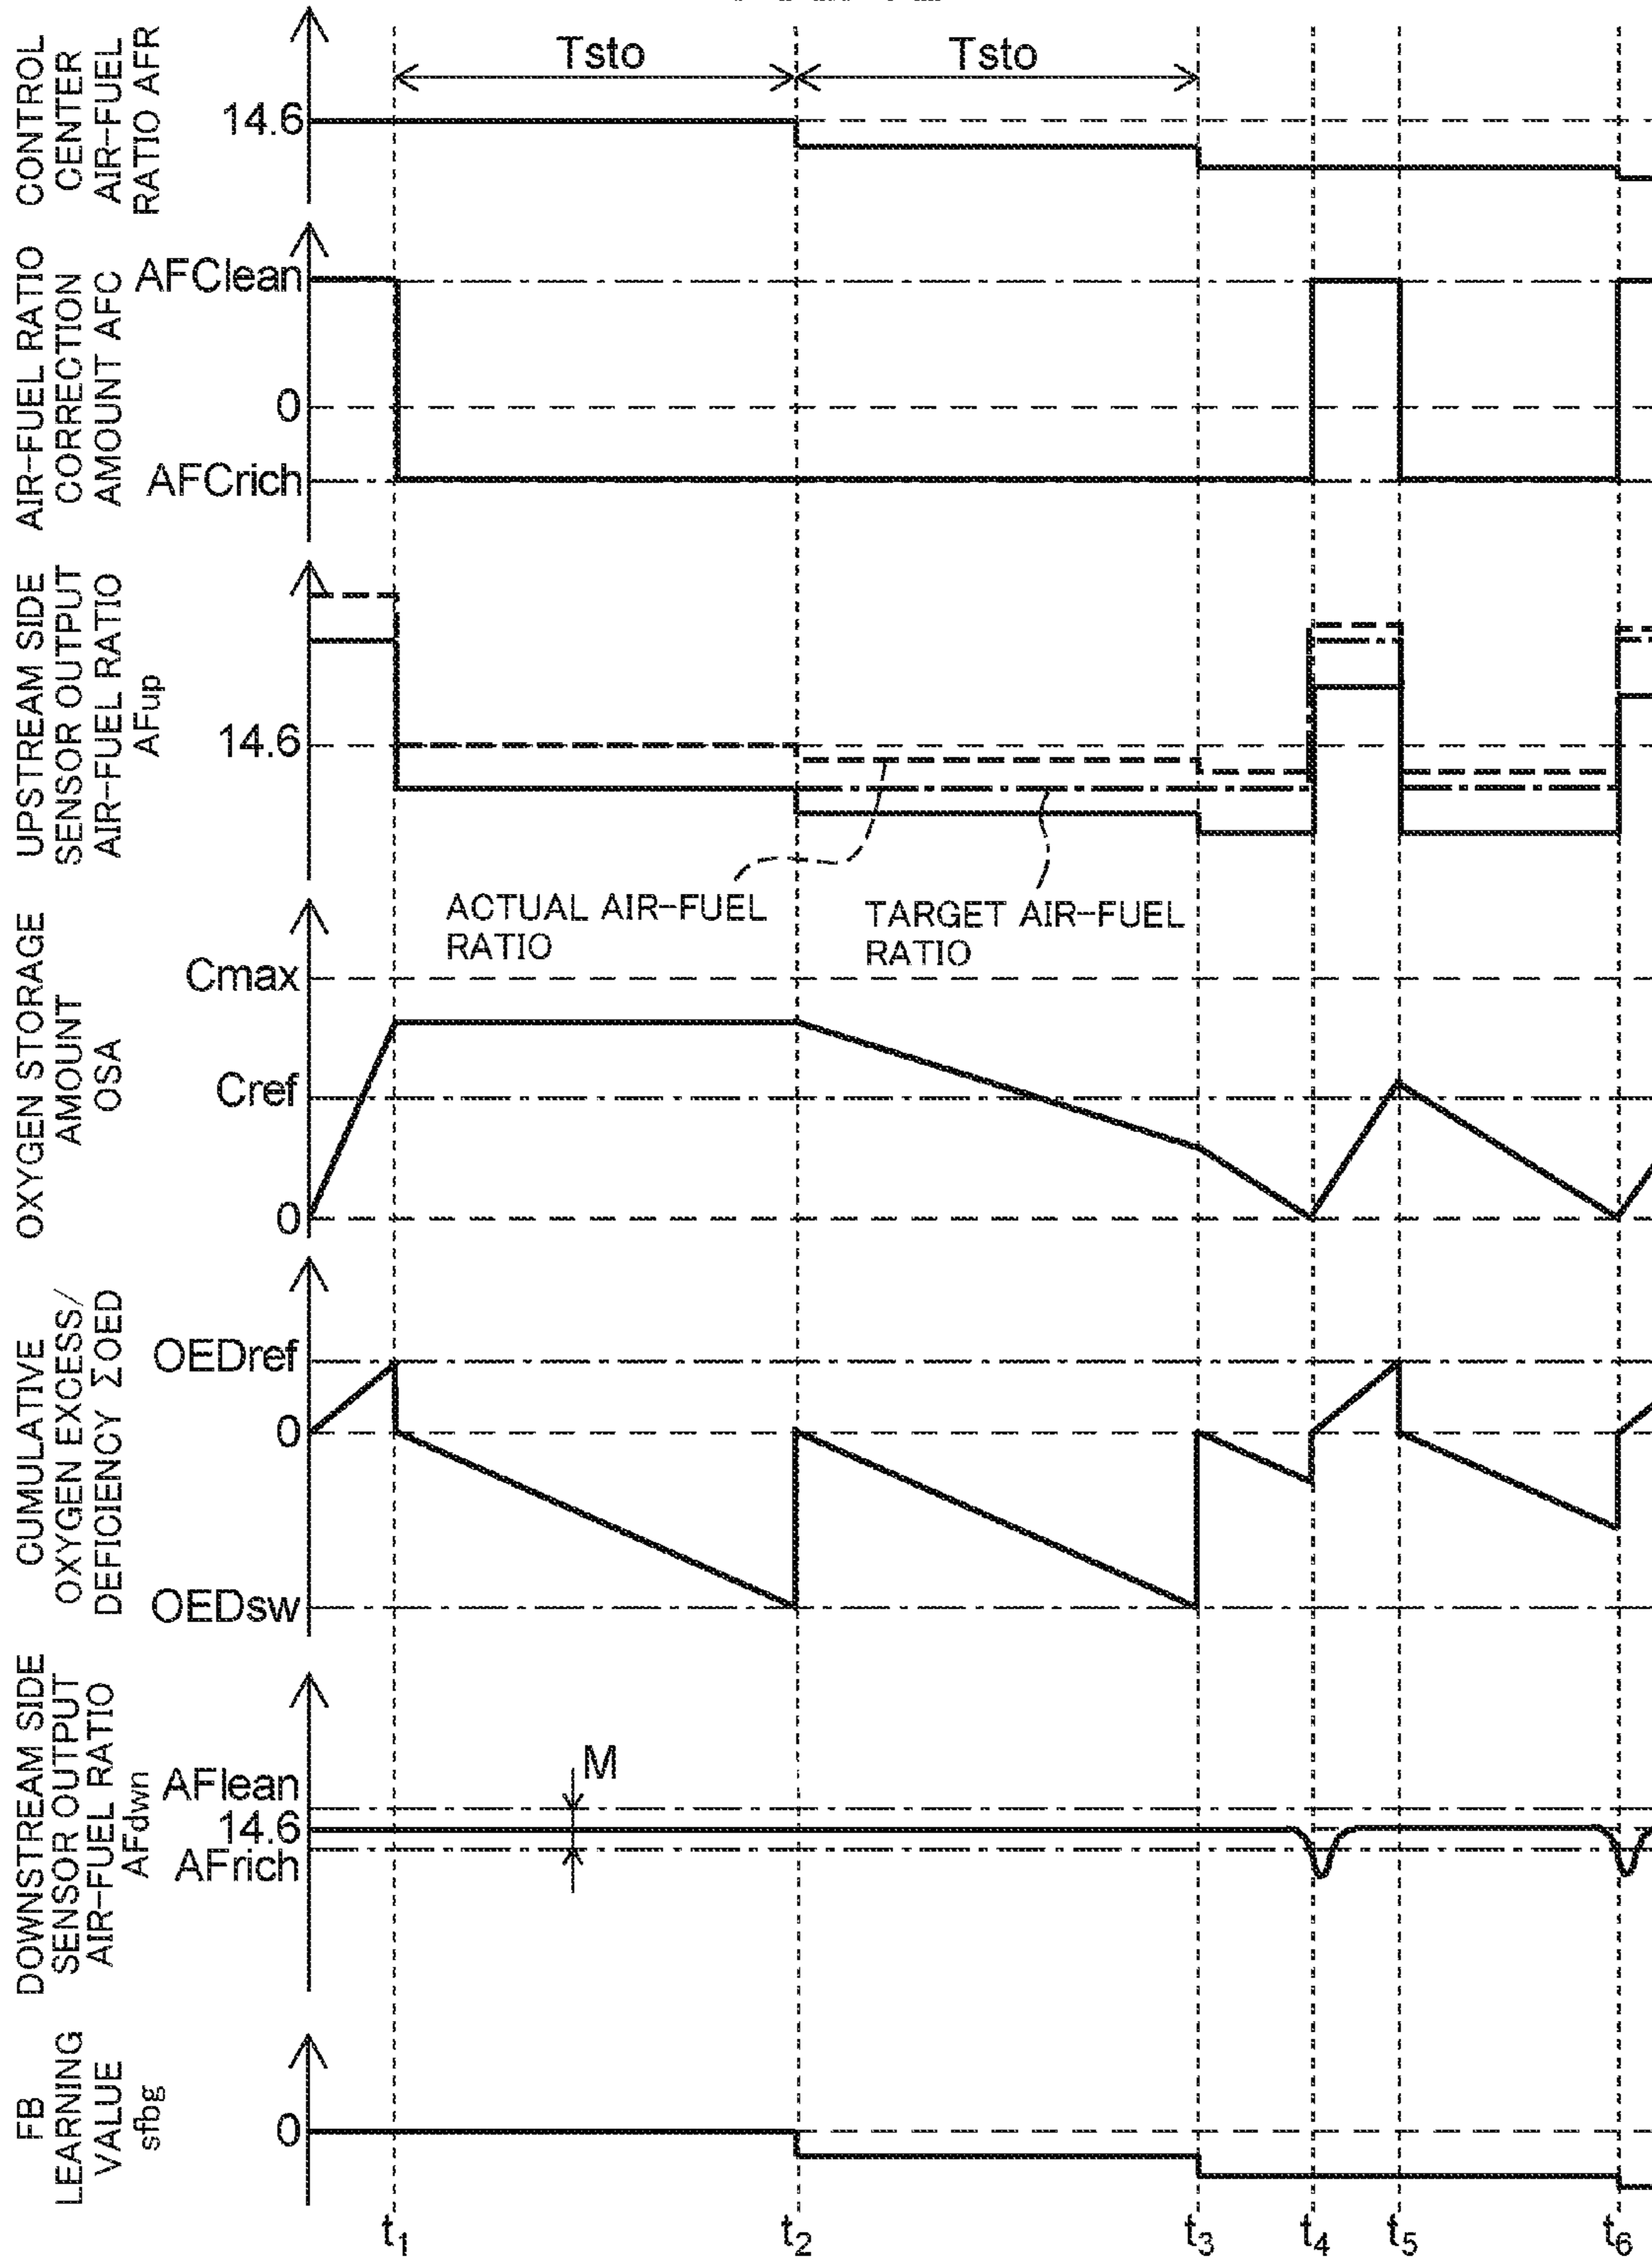 CONTROL
CENTER
AIR-FUEL
RATIO AFR
14.6
Tsto
Tsto
AIR-FUEL RATIO
CORRECTION
AMOUNT AFC
AFClean
0
AFCrich
UPSTREAM SIDE
SENSOR OUTPUT
AIR-FUEL RATIO
AFup
14.6
ACTUAL AIR-FUEL
RATIO
TARGET AIR-FUEL
RATIO
OXYGEN STORAGE
AMOUNT
OSA
Cmax
Cref
0
CUMULATIVE
OXYGEN EXCESS/
DEFICIENCY ΣOED
OEDref
0
OEDsw
DOWNSTREAM SIDE
SENSOR OUTPUT
AIR-FUEL RATIO
AFdwn
AFlean
14.6
AFrich
M
FB
LEARNING
VALUE
sfbg
0
t1
t2
t3
t4
t5
t6